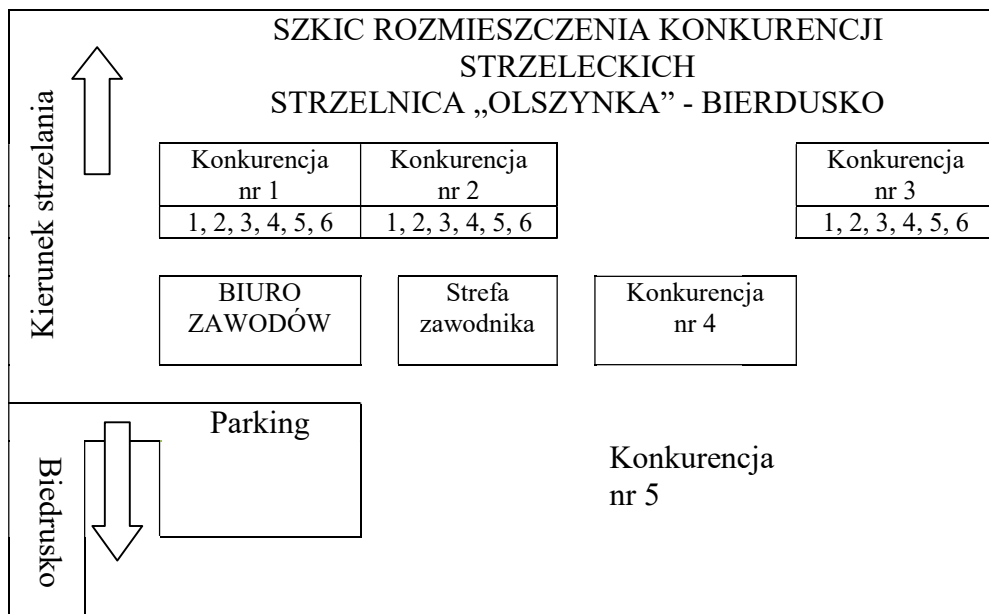 SZKIC ROZMIESZCZENIA KONKURENCJI
STRZELECKICH
STRZELNICA „OLSZYNKA” - BIERDUSKO
Kierunek strzelania
Konkurencja
nr 1
Konkurencja
nr 2
Konkurencja
nr 3
1, 2, 3, 4, 5, 6
1, 2, 3, 4, 5, 6
1, 2, 3, 4, 5, 6
BIURO
ZAWODÓW
Strefa
zawodnika
Konkurencja
nr 4
Parking
Biedrusko
Konkurencja
nr 5